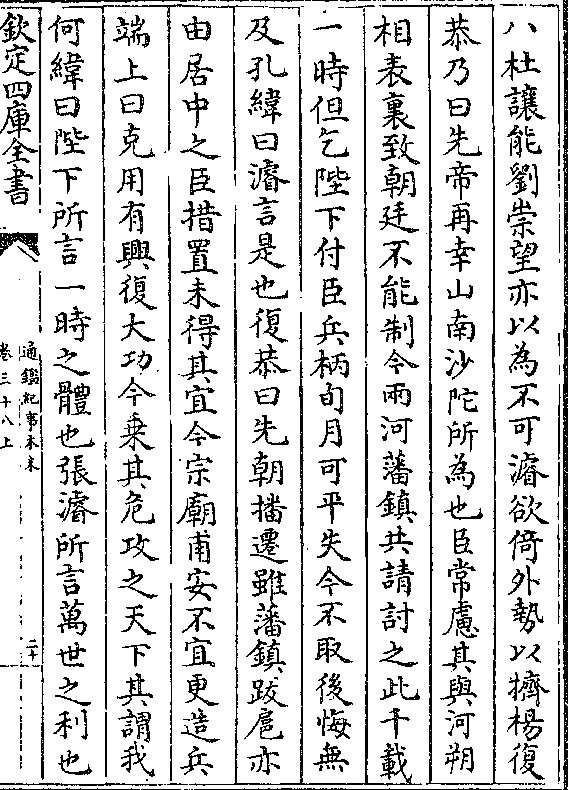 八杜讓能劉崇望亦以為不可濬欲倚外勢以擠楊復
恭乃曰先帝再幸山南沙陀所為也臣常慮其與河朔
相表裏致朝廷不能制今兩河藩鎮共請討之此千載
一時但乞陛下付臣兵柄旬月可平失今不取後悔無
及孔緯曰濬言是也復恭曰先朝播遷雖藩鎮跋扈亦
由居中之臣措置未得其宜今宗廟甫安不宜更造兵
端上曰克用有興復大功今乗其危攻之天下其謂我
何緯曰陛下所言一時之體也張濬所言萬世之利也
欽定四庫全書
通鑑紀事本末
卷三十八上
二十